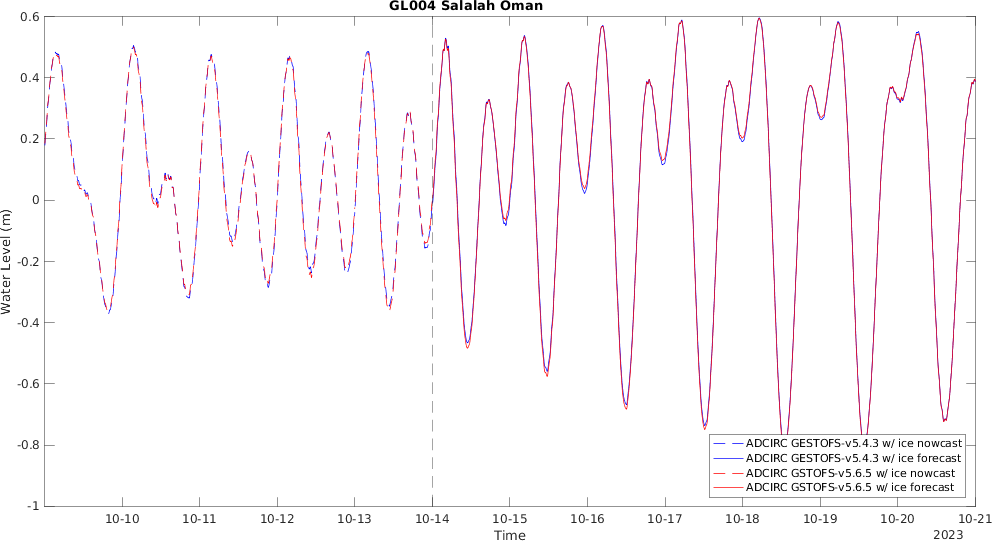 GL004 Salalah Oman
0.6
0.4
0.2
0
-0.2
-0.4
-0.6
-0.8
-1
Water Level (m)
ADCIRC GESTOFS-v5.4.3 w/ ice nowcast
ADCIRC GESTOFS-v5.4.3 w/ ice forecast
ADCIRC GSTOFS-v5.6.5 w/ ice nowcast
ADCIRC GSTOFS-v5.6.5 w/ ice forecast
10-10 10-11 10-12 10-13 10-14 10-15 10-16 10-17 10-18 10-19 10-20 10-21
Time
2023